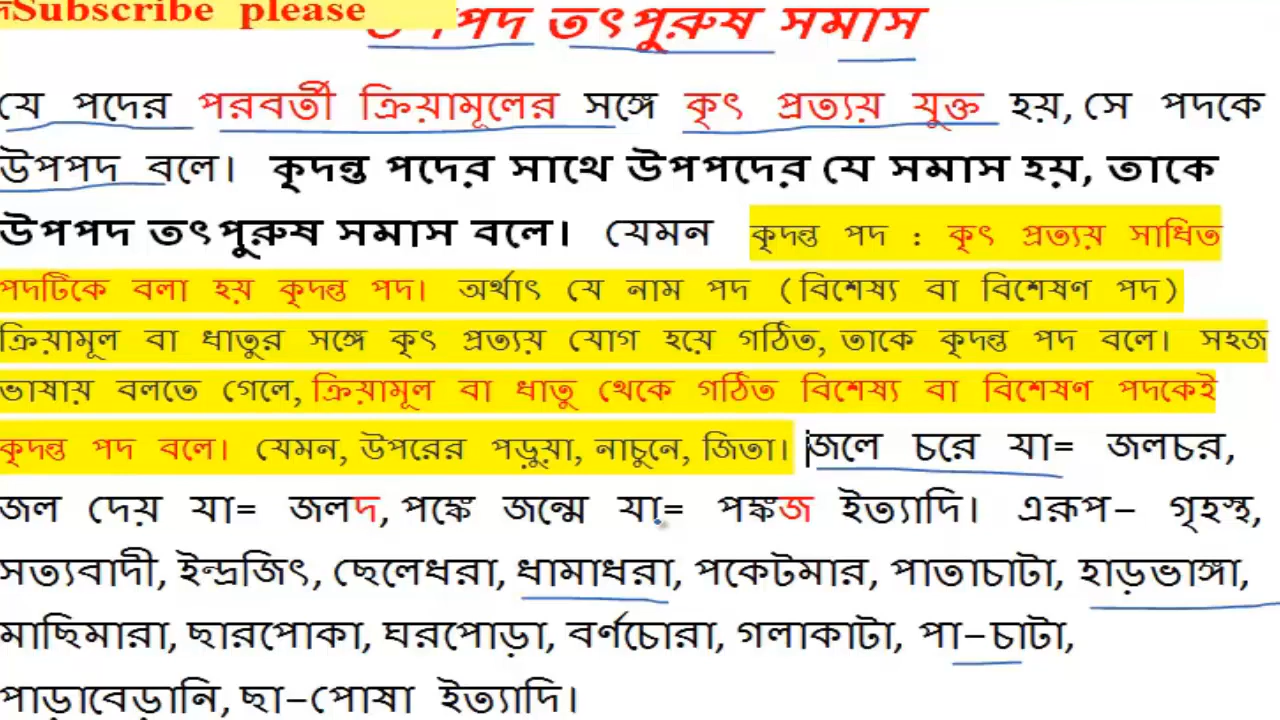 Subscribe please
তৎপুরুষ সমাস
যে পদের পরবর্তী ক্রিয়ামূলের সঙ্গে কৃৎ প্রত্যয় যুক্ত হয়, সে পদকে
উপপদ বলে। কৃদন্ত পদের সাথে উপপদের যে সমাস হয়, তাকে
উপপদ তৎপুরুষ সমাস বলে। যেমন কৃদন্ত পদ : কৃৎ প্রত্যয় সাধিত
পদটিকে বলা হয় কৃদন্ত পদ। অর্থাৎ যে নাম পদ (বিশেষ্য বা বিশেষণ পদ)
ক্রিয়ামূল বা ধাতুর সঙ্গে কৃৎ প্রত্যয় যোগ হয়ে গঠিত, তাকে কৃদন্ত পদ বলে। সহজ
ভাষায় বলতে গেলে, ক্রিয়ামূল বা ধাতু থেকে গঠিত বিশেষ্য বা বিশেষণ পদকেই
কৃদন্ত পদ বলে। যেমন, উপরের পড়ুয়া, নাচুনে, জিতা। জলে চরে যা= জলচর,
জল দেয় যা= জলদ, পঙ্কে জন্মে যা= পঙ্কজ ইত্যাদি। এরূপ– গৃহস্থ,
সত্যবাদী, ইন্দ্রজিৎ, ছেলেধরা, ধামাধরা, পকেটমার, পাতাচাটা, হাড়ভাঙ্গা,
মাছিমারা, ছারপোকা, ঘরপোড়া, বর্ণচোরা, গলাকাটা, পা–চাটা,
পাড়াবেড়ানি, ছা–পোষা ইত্যাদি।